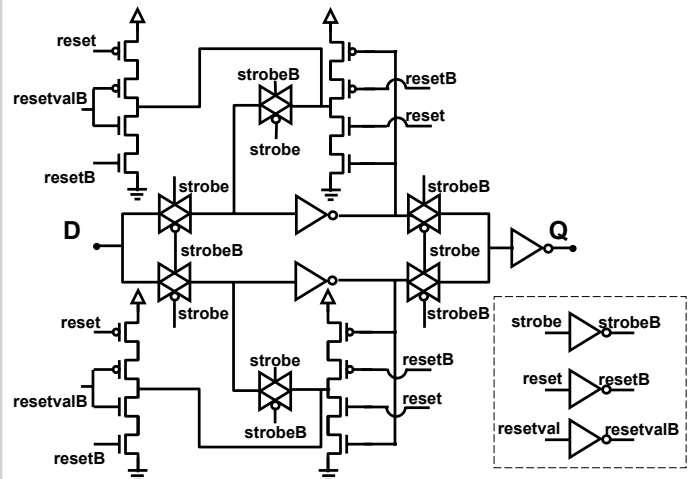 reset
resetvalB
resetB
strobeB
strobe
resetB
reset
strobe
strobeB
D
strobeB
strobe
Q
strobe
strobeB
reset
resetvalB
resetB
strobe
strobeB
resetB
reset
strobe strobeB
reset resetB
resetval resetvalB